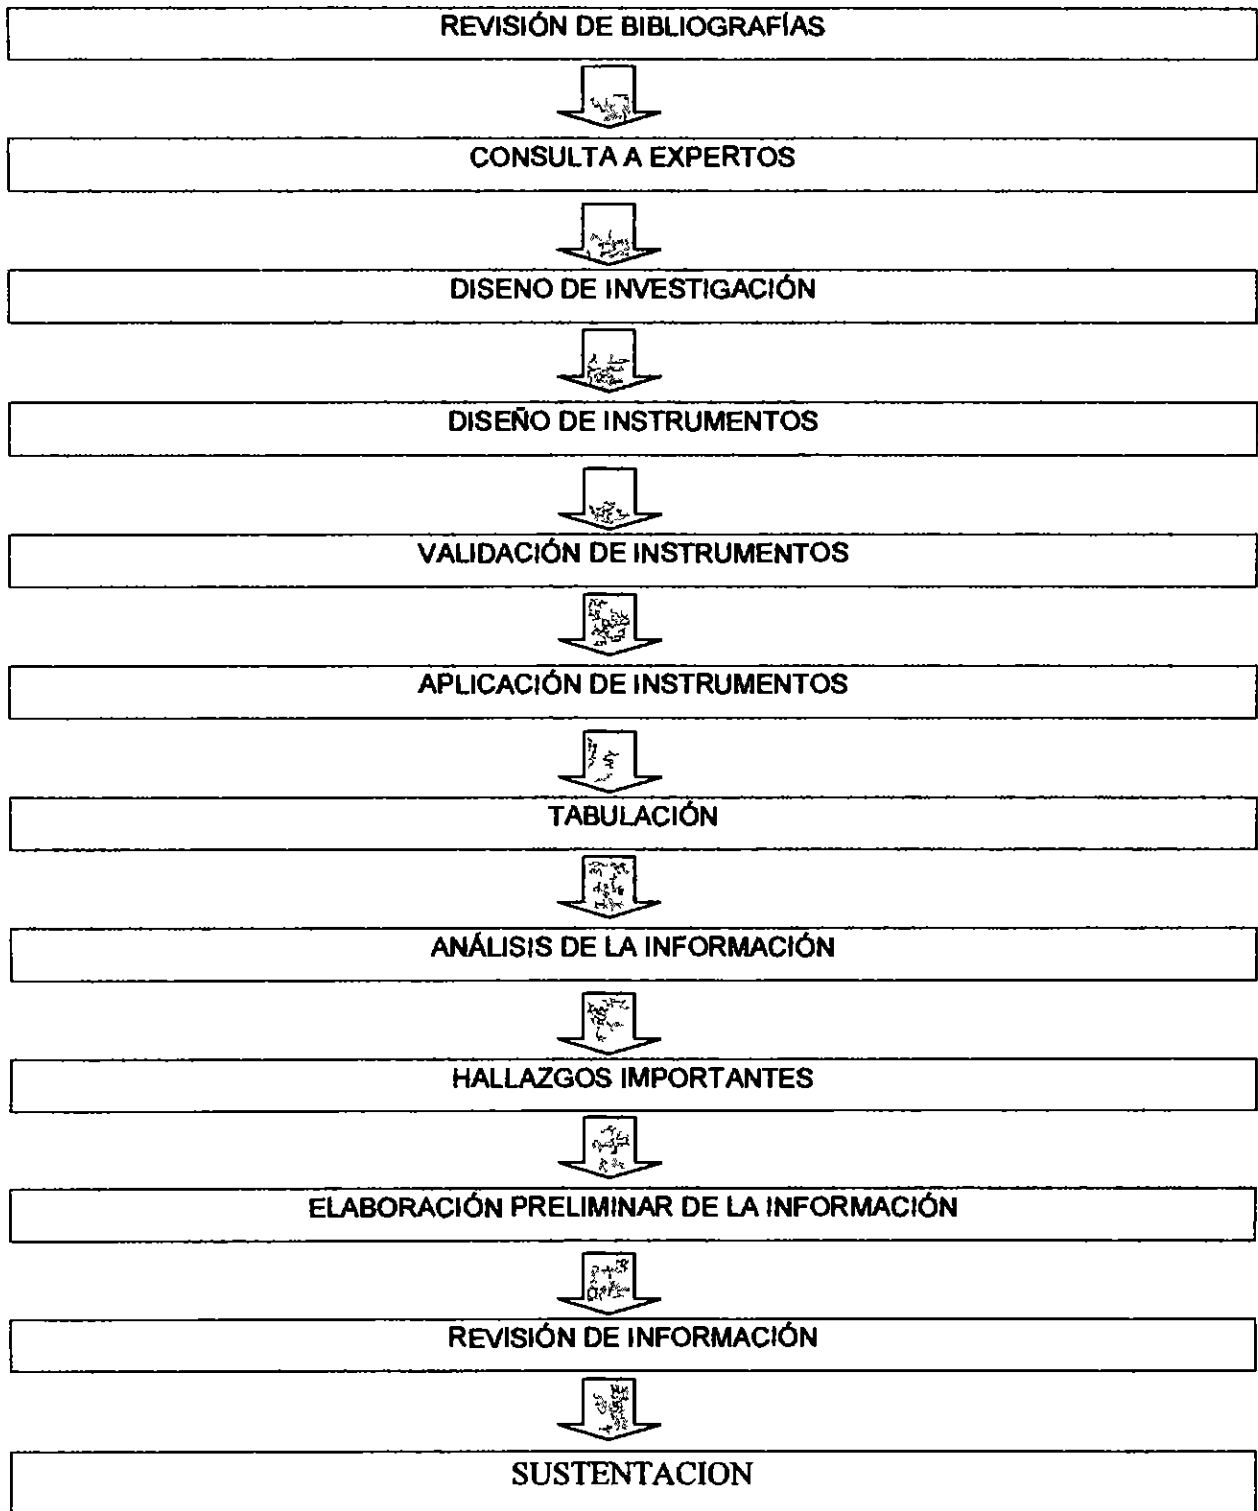 REVISIÓN DE BIBLIOGRAFÍAS
CONSULTA A EXPERTOS
DISENO DE INVESTIGACIÓN
DISEÑO DE INSTRUMENTOS
VALIDACIÓN DE INSTRUMENTOS
APLICACIÓN DE INSTRUMENTOS
TABULACIÓN
ANÁLISIS DE LA INFORMACIÓN
HALLAZGOS IMPORTANTES
ELABORACIÓN PRELIMINAR DE LA INFORMACIÓN
REVISIÓN DE INFORMACIÓN
SUSTENTACION